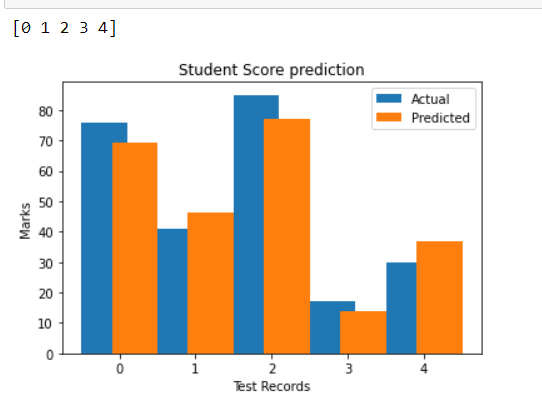 [0 1 2 3 4]
Student Score prediction
Actual
Predicted
80
70
60
50
40
30
20
10
0
Marks
0 1 2 3 4
Test Records